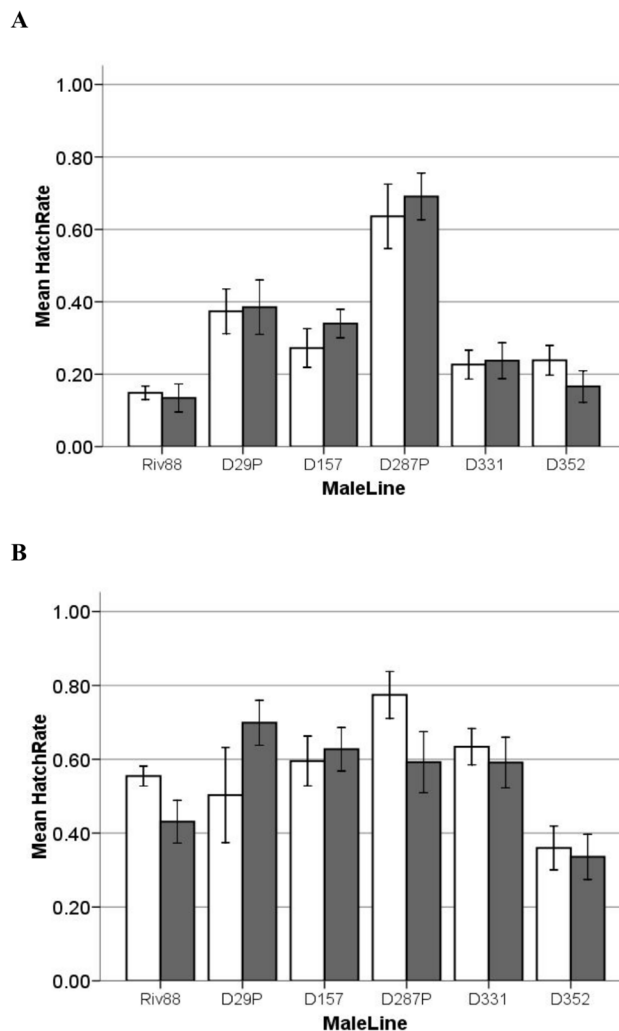 A
1.00
0.80
0.60
0.40
0.20
0.00
Mean HatchRate
Riv88 D29P D157 D287P D331 D352
MaleLine
B
1.00
0.80
0.60
0.40
0.20
0.00
Mean HatchRate
Riv88 D29P D157 D287P D331 D352
MaleLine